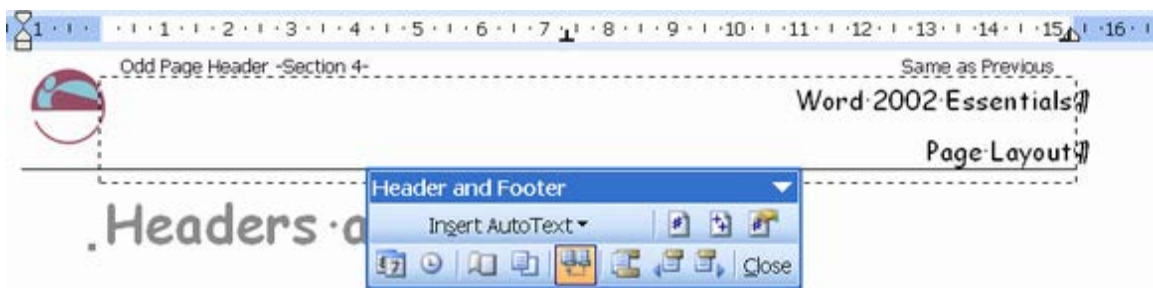 1 · 1 · 2 · 3 · 4 · 5 · 6 · 7 · 8 · 9 · 10 · 11 · 12 · 13 · 14 · 15 · 16
Odd Page Header -Section 4- Same as Previous
Word·2002·Essentials¶
Page·Layout¶
Header and Footer
Headers·a
Insert AutoText
Close